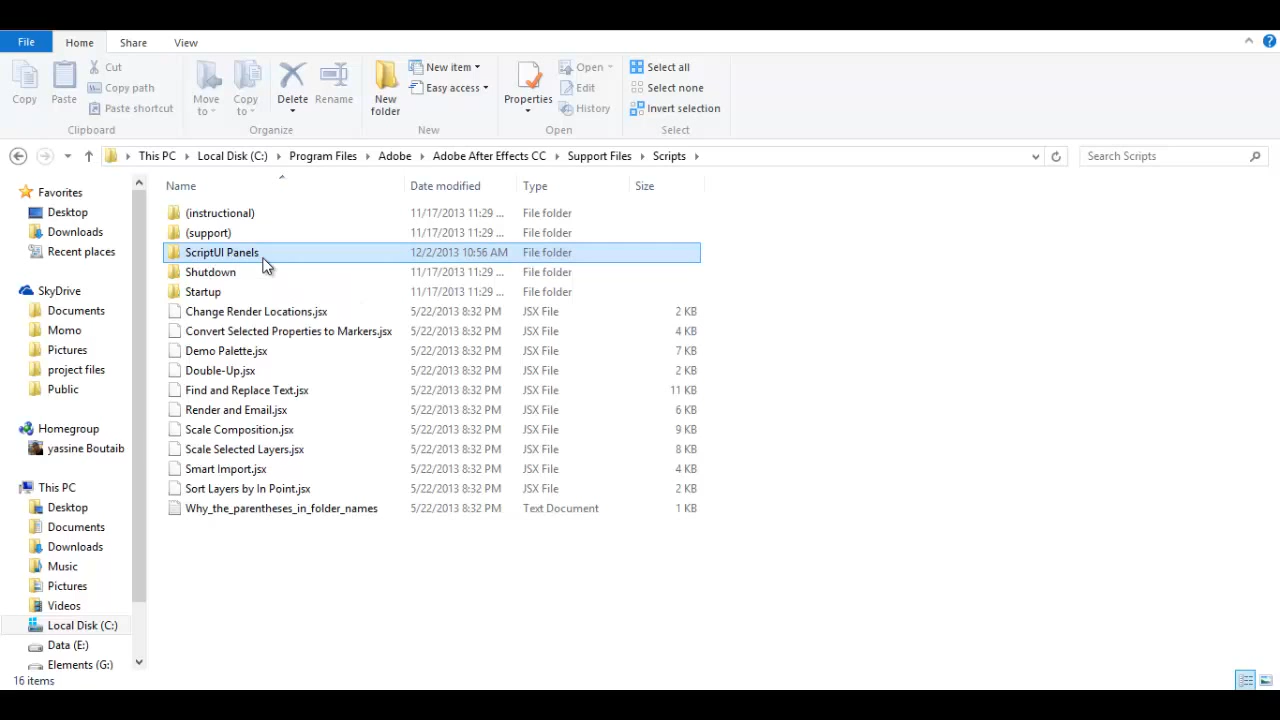 File Home Share View
Copy Paste Cut Copy path Paste shortcut Move to Copy to Delete Rename New folder New item Easy access Properties Open Edit History Select all Select none Invert selection
Clipboard Organize New Open Select
This PC Local Disk (C:) Program Files Adobe Adobe After Effects CC Support Files Scripts Search Scripts
Name Date modified Type Size
(instructional) 11/17/2013 11:29 ... File folder
(support) 11/17/2013 11:29 ... File folder
ScriptUI Panels 12/2/2013 10:56 AM File folder
Shutdown 11/17/2013 11:29 ... File folder
Startup 11/17/2013 11:29 ... File folder
Change Render Locations.jsx 5/22/2013 8:32 PM JSX File 2 KB
Convert Selected Properties to Markers.jsx 5/22/2013 8:32 PM JSX File 4 KB
Demo Palette.jsx 5/22/2013 8:32 PM JSX File 7 KB
Double-Up.jsx 5/22/2013 8:32 PM JSX File 2 KB
Find and Replace Text.jsx 5/22/2013 8:32 PM JSX File 11 KB
Render and Email.jsx 5/22/2013 8:32 PM JSX File 6 KB
Scale Composition.jsx 5/22/2013 8:32 PM JSX File 9 KB
Scale Selected Layers.jsx 5/22/2013 8:32 PM JSX File 8 KB
Smart Import.jsx 5/22/2013 8:32 PM JSX File 4 KB
Sort Layers by In Point.jsx 5/22/2013 8:32 PM JSX File 2 KB
Why_the_parentheses_in_folder_names 5/22/2013 8:32 PM Text Document 1 KB
Favorites
Desktop
Downloads
Recent places
SkyDrive
Documents
Momo
Pictures
project files
Public
Homegroup
yassine Boutaib
This PC
Desktop
Documents
Downloads
Music
Pictures
Videos
Local Disk (C:)
Data (E:)
Elements (G:)
16 items